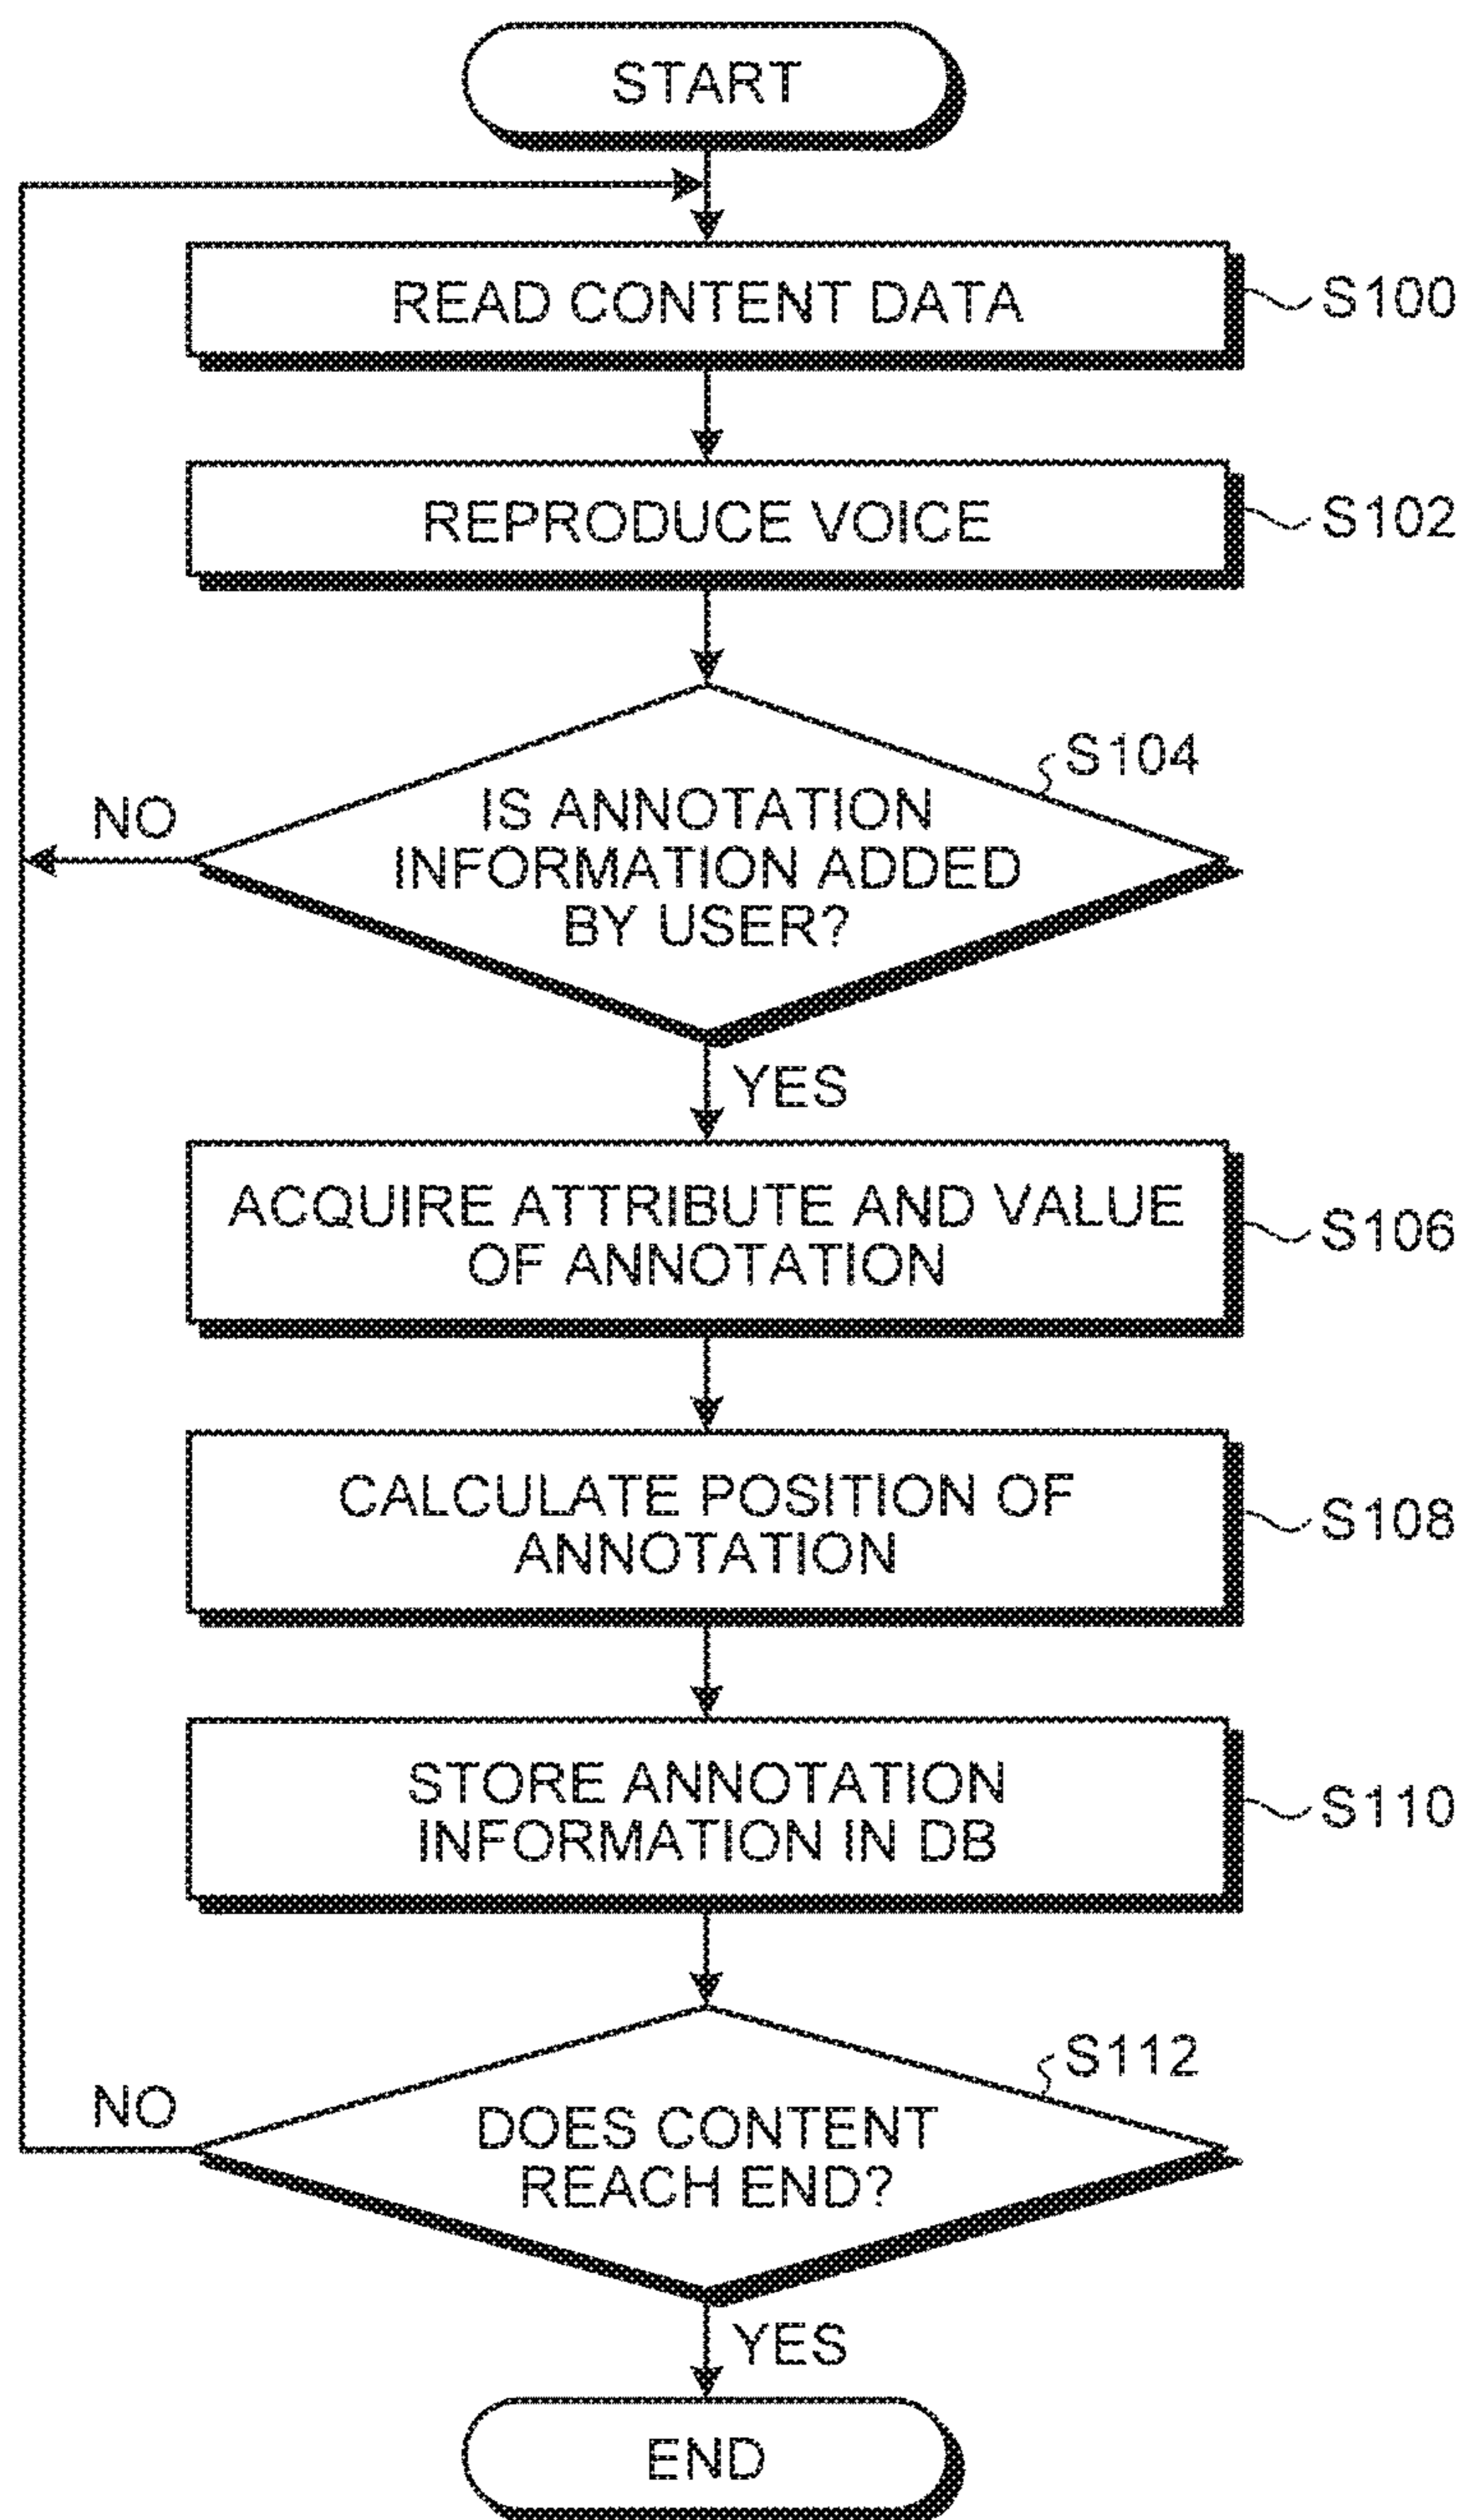 START
READ CONTENT DATA
S100
REPRODUCE VOICE
S102
S104
IS ANNOTATION
INFORMATION ADDED
BY USER?
NO
YES
ACQUIRE ATTRIBUTE AND VALUE
OF ANNOTATION
S106
CALCULATE POSITION OF
ANNOTATION
S108
STORE ANNOTATION
INFORMATION IN DB
S110
S112
DOES CONTENT
REACH END?
NO
YES
END